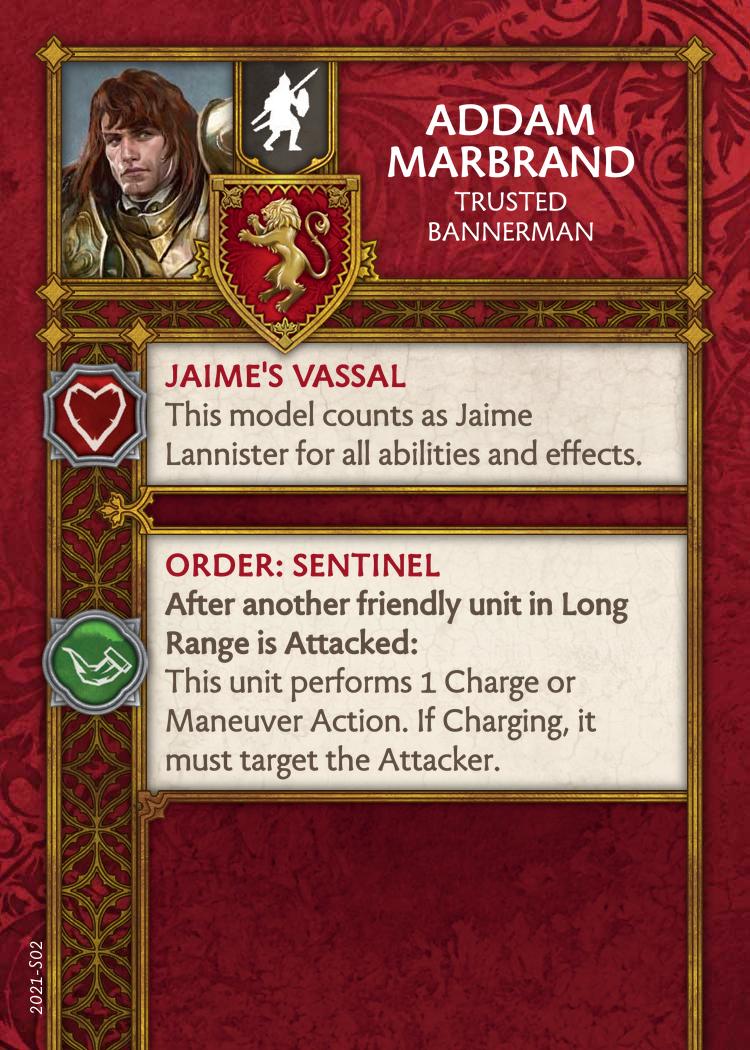 ADDAM
MARBRAND
TRUSTED
BANNERMAN
JAIME'S VASSAL
This model counts as Jaime
Lannister for all abilities and effects.
ORDER: SENTINEL
After another friendly unit in Long
Range is Attacked:
This unit performs 1 Charge or
Maneuver Action. If Charging, it
must target the Attacker.
2021-S02